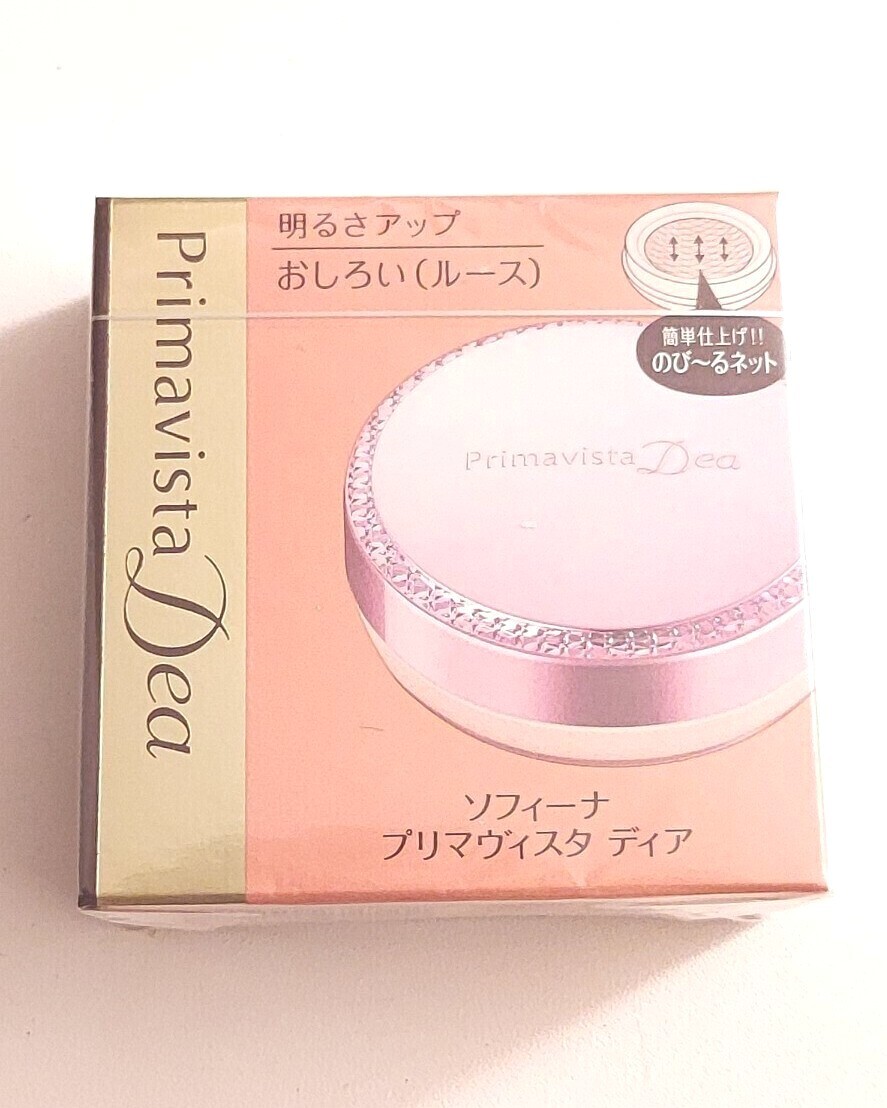 Primavista Dea
明るさアップ
おしろい(ルース)
簡単仕上げ!!
のび～るネット
Primavista Dea
ソフィーナ
プリマヴィスタ ディア